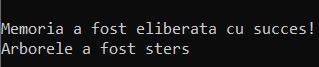 Memoria a fost eliberata cu succes!
Arborele a fost sters